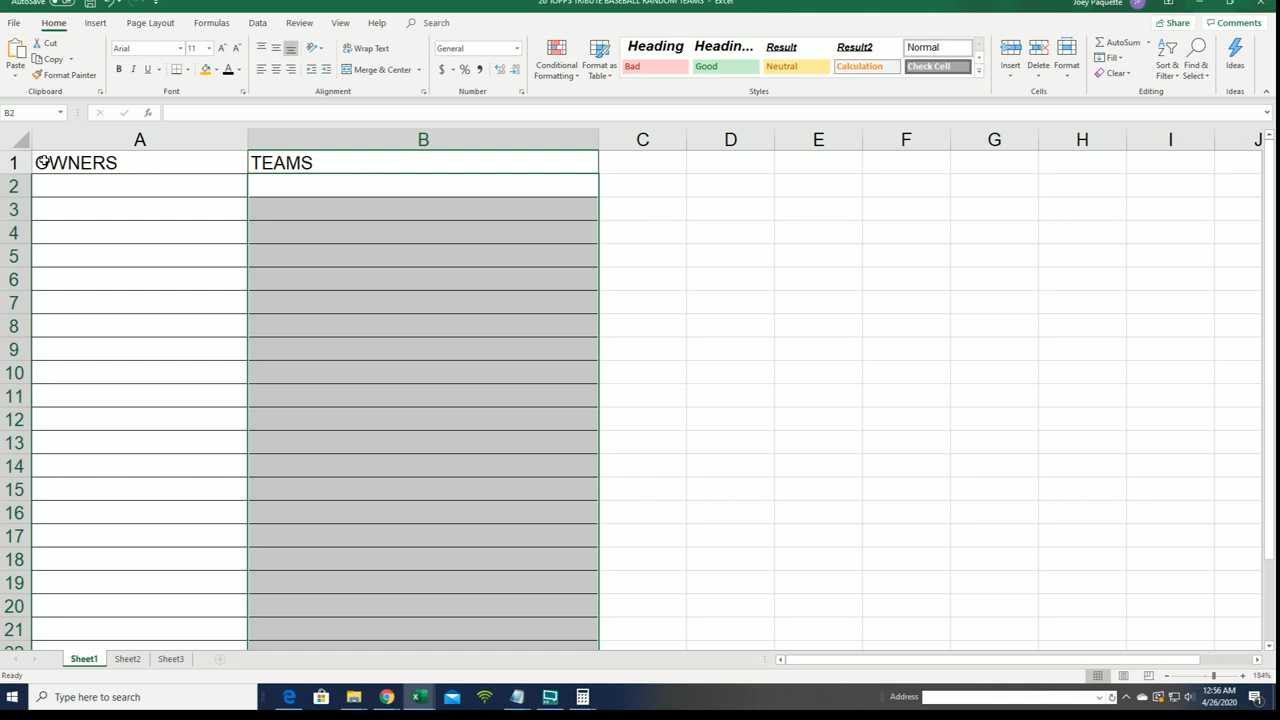 AutoSave
20 TOPPS TRIBUTE BASEBALL RANDOM TEAMS - Excel
Joey Paquette
JP
File Home Insert Page Layout Formulas Data Review View Help Search
Share Comments
Cut
Copy
Format Painter
Paste
Clipboard
Arial 11
B I U
Font
Wrap Text
Merge & Center
Alignment
General
$ % ,
Number
Conditional Formatting
Format as Table
Heading Headin... Result Result2 Normal
Bad Good Neutral Calculation Check Cell
Styles
Insert Delete Format
Cells
AutoSum
Fill
Clear
Sort & Filter
Find & Select
Editing
Ideas
Ideas
B2
fx
A B C D E F G H I J
1 OWNERS TEAMS
2
3
4
5
6
7
8
9
10
11
12
13
14
15
16
17
18
19
20
21
22
Sheet1 Sheet2 Sheet3
Ready
184%
Type here to search
Address
12:56 AM
4/26/2020